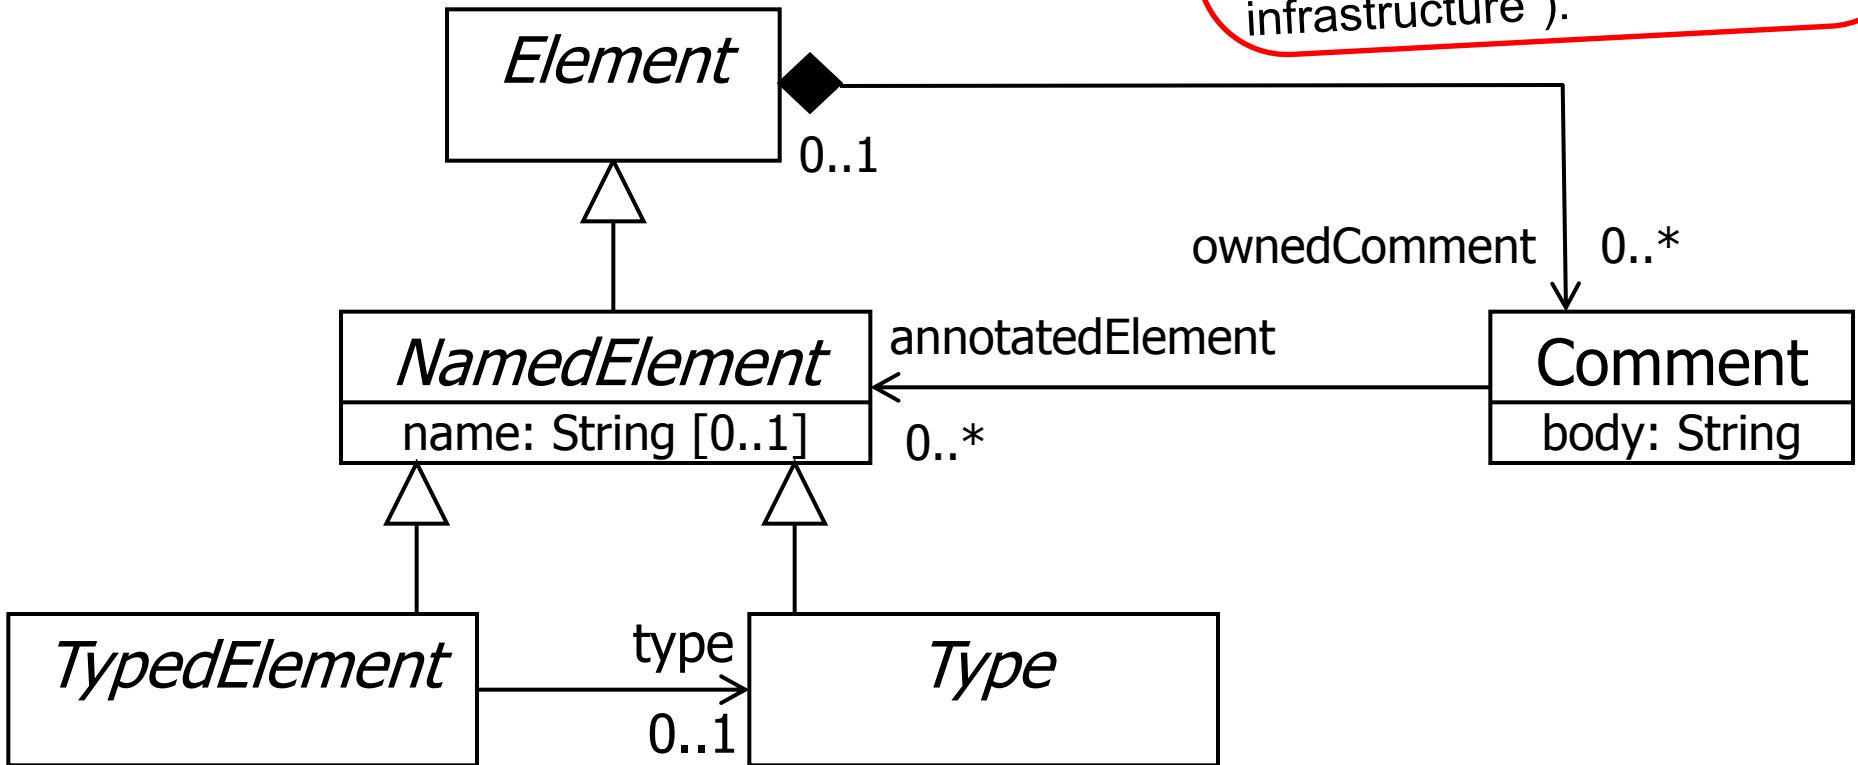 infrastructure").
Element
0..1
ownedComment 0..*
NamedElement
name: String [0..1]
annotatedElement
0..*
Comment
body: String
TypedElement
type
0..1
Type